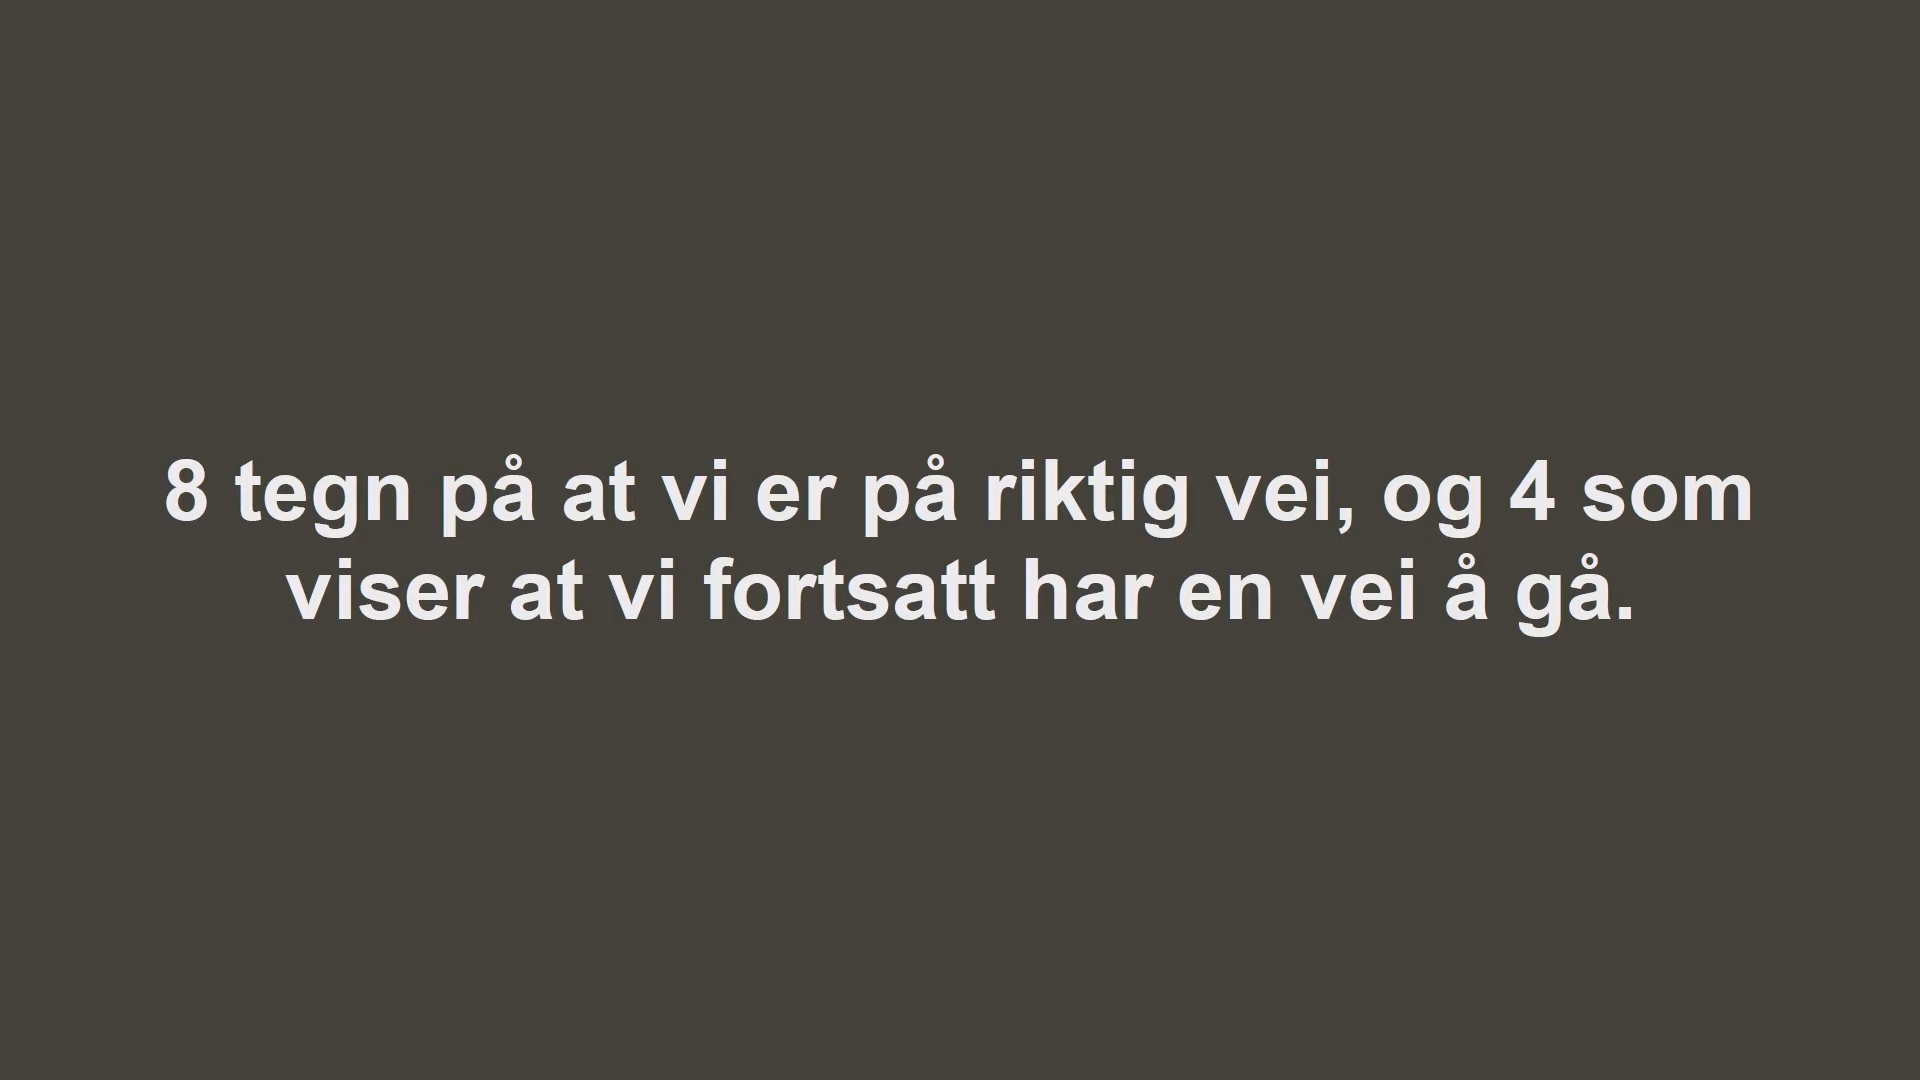 8 tegn på at vi er på riktig vei, og 4 som
viser at vi fortsatt har en vei å gå.